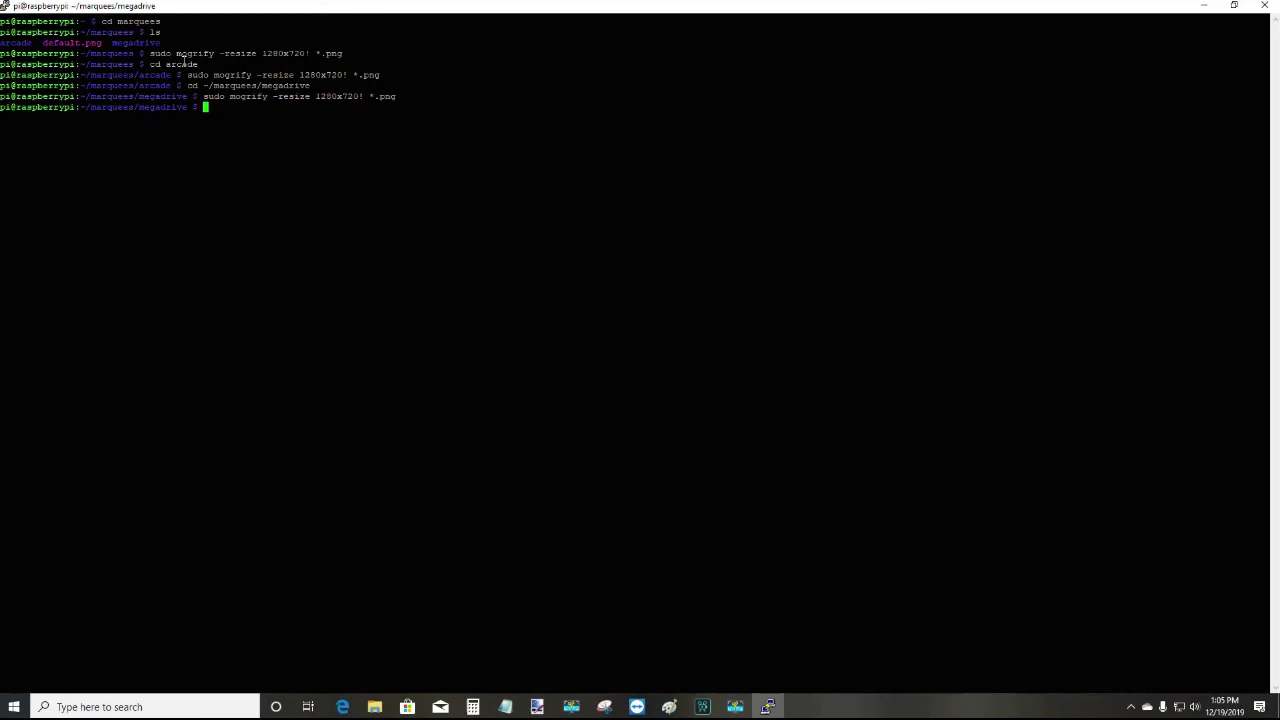 pi@raspberrypi: ~/marquees/megadrive
pi@raspberrypi:~ $ cd marquees
pi@raspberrypi:~/marquees $ ls
arcade default.png megadrive
pi@raspberrypi:~/marquees $ sudo mogrify -resize 1280x720! *.png
pi@raspberrypi:~/marquees $ cd arcade
pi@raspberrypi:~/marquees/arcade $ sudo mogrify -resize 1280x720! *.png
pi@raspberrypi:~/marquees/arcade $ cd ~/marquees/megadrive
pi@raspberrypi:~/marquees/megadrive $ sudo mogrify -resize 1280x720! *.png
pi@raspberrypi:~/marquees/megadrive $
Type here to search
1:05 PM
12/19/2019